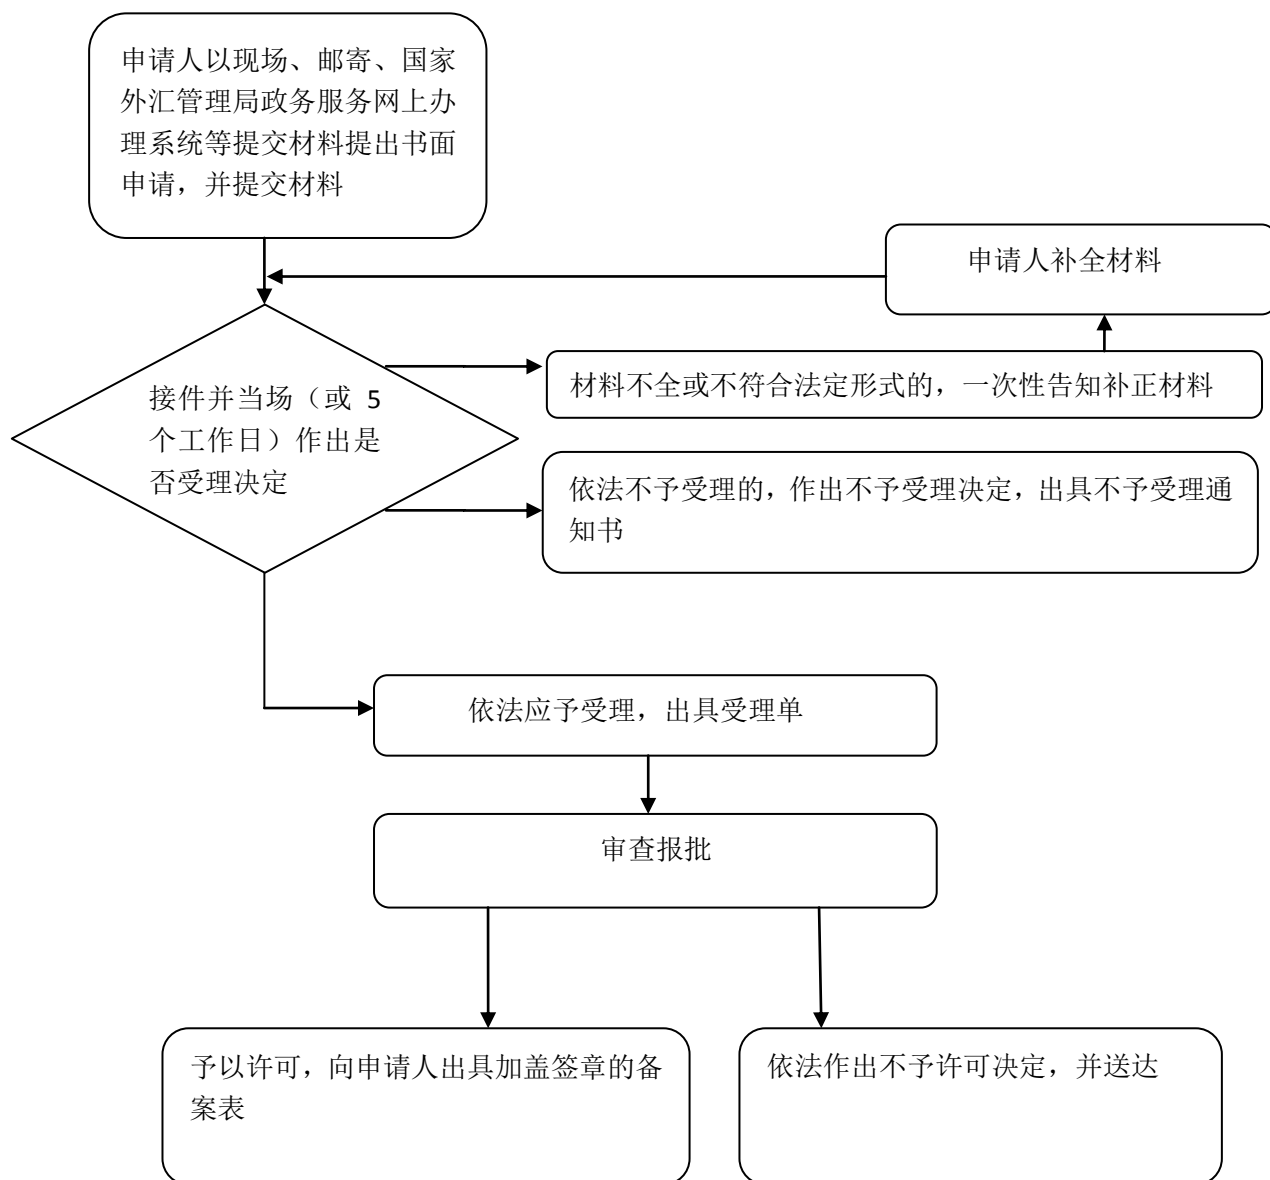 申请人以现场、邮寄、国家
外汇管理局政务服务网上办
理系统等提交材料提出书面
申请，并提交材料
申请人补全材料
材料不全或不符合法定形式的，一次性告知补正材料
接件并当场（或 5
个工作日）作出是
否受理决定
依法不予受理的，作出不予受理决定，出具不予受理通
知书
依法应予受理，出具受理单
审查报批
予以许可，向申请人出具加盖签章的备
案表
依法作出不予许可决定，并送达